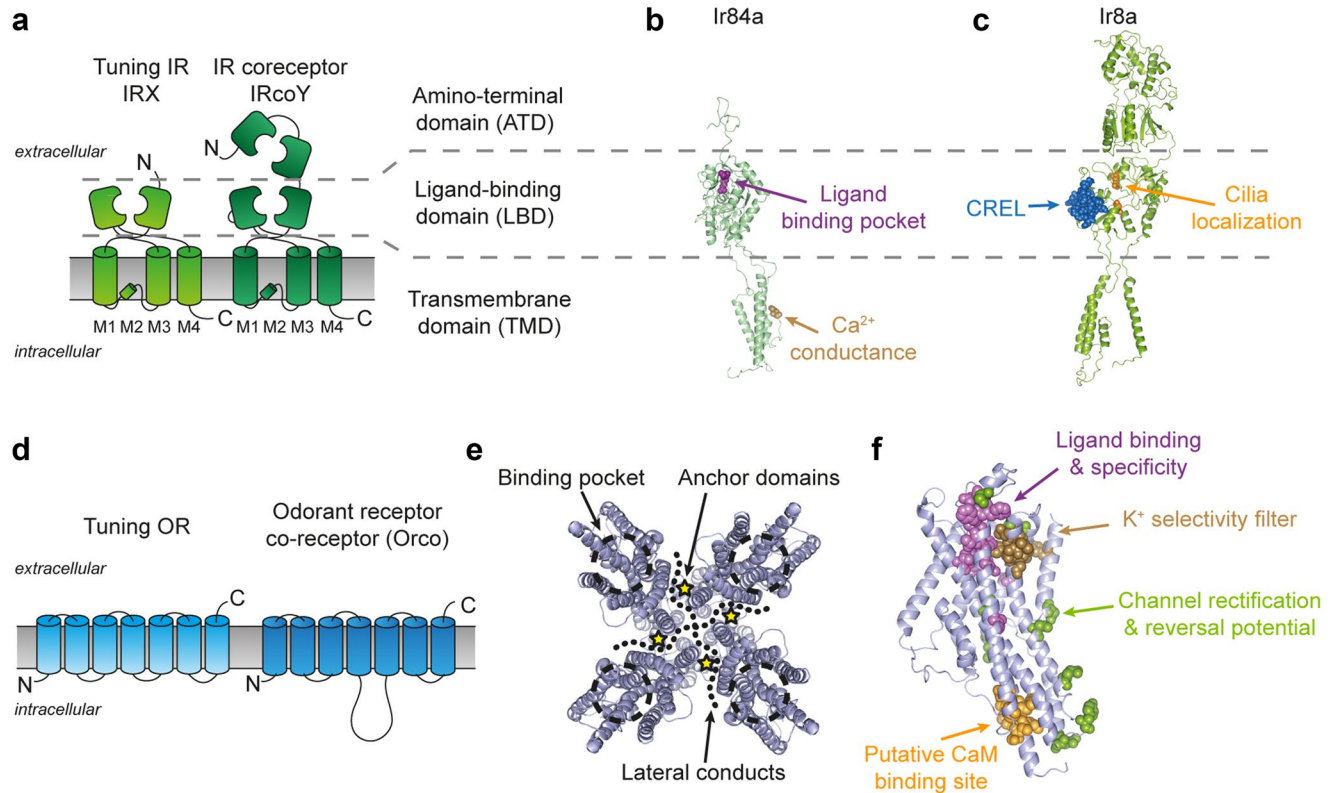 a
Tuning IR
IRX
IR coreceptor
IRcoY
extracellular
N
N
M1 M2 M3 M4
C
M1 M2 M3 M4
C
intracellular
Amino-terminal
domain (ATD)
Ligand-binding
domain (LBD)
Transmembrane
domain (TMD)
b
Ir84a
Ligand
binding pocket
Ca²⁺
conductance
c
Ir8a
CREL
Cilia
localization
d
Tuning OR
Odorant receptor
co-receptor (Orco)
extracellular
C
C
N
N
intracellular
e
Binding pocket
Anchor domains
Lateral conducts
f
Ligand binding
& specificity
K⁺ selectivity filter
Channel rectification
& reversal potential
Putative CaM
binding site